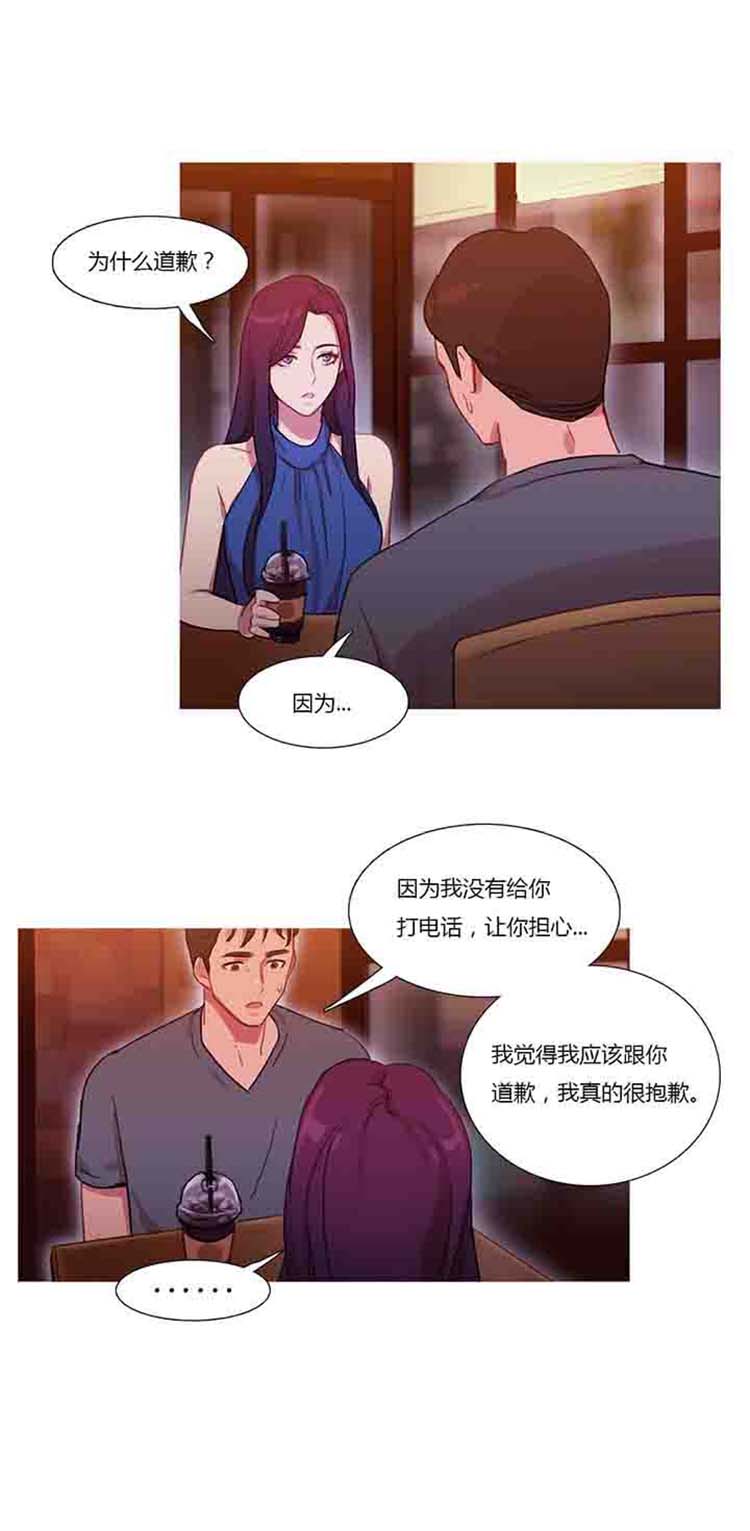 为什么道歉？
因为...
因为我没有给你
打电话，让你担心...
我觉得我应该跟你
道歉，我真的很抱歉。
······